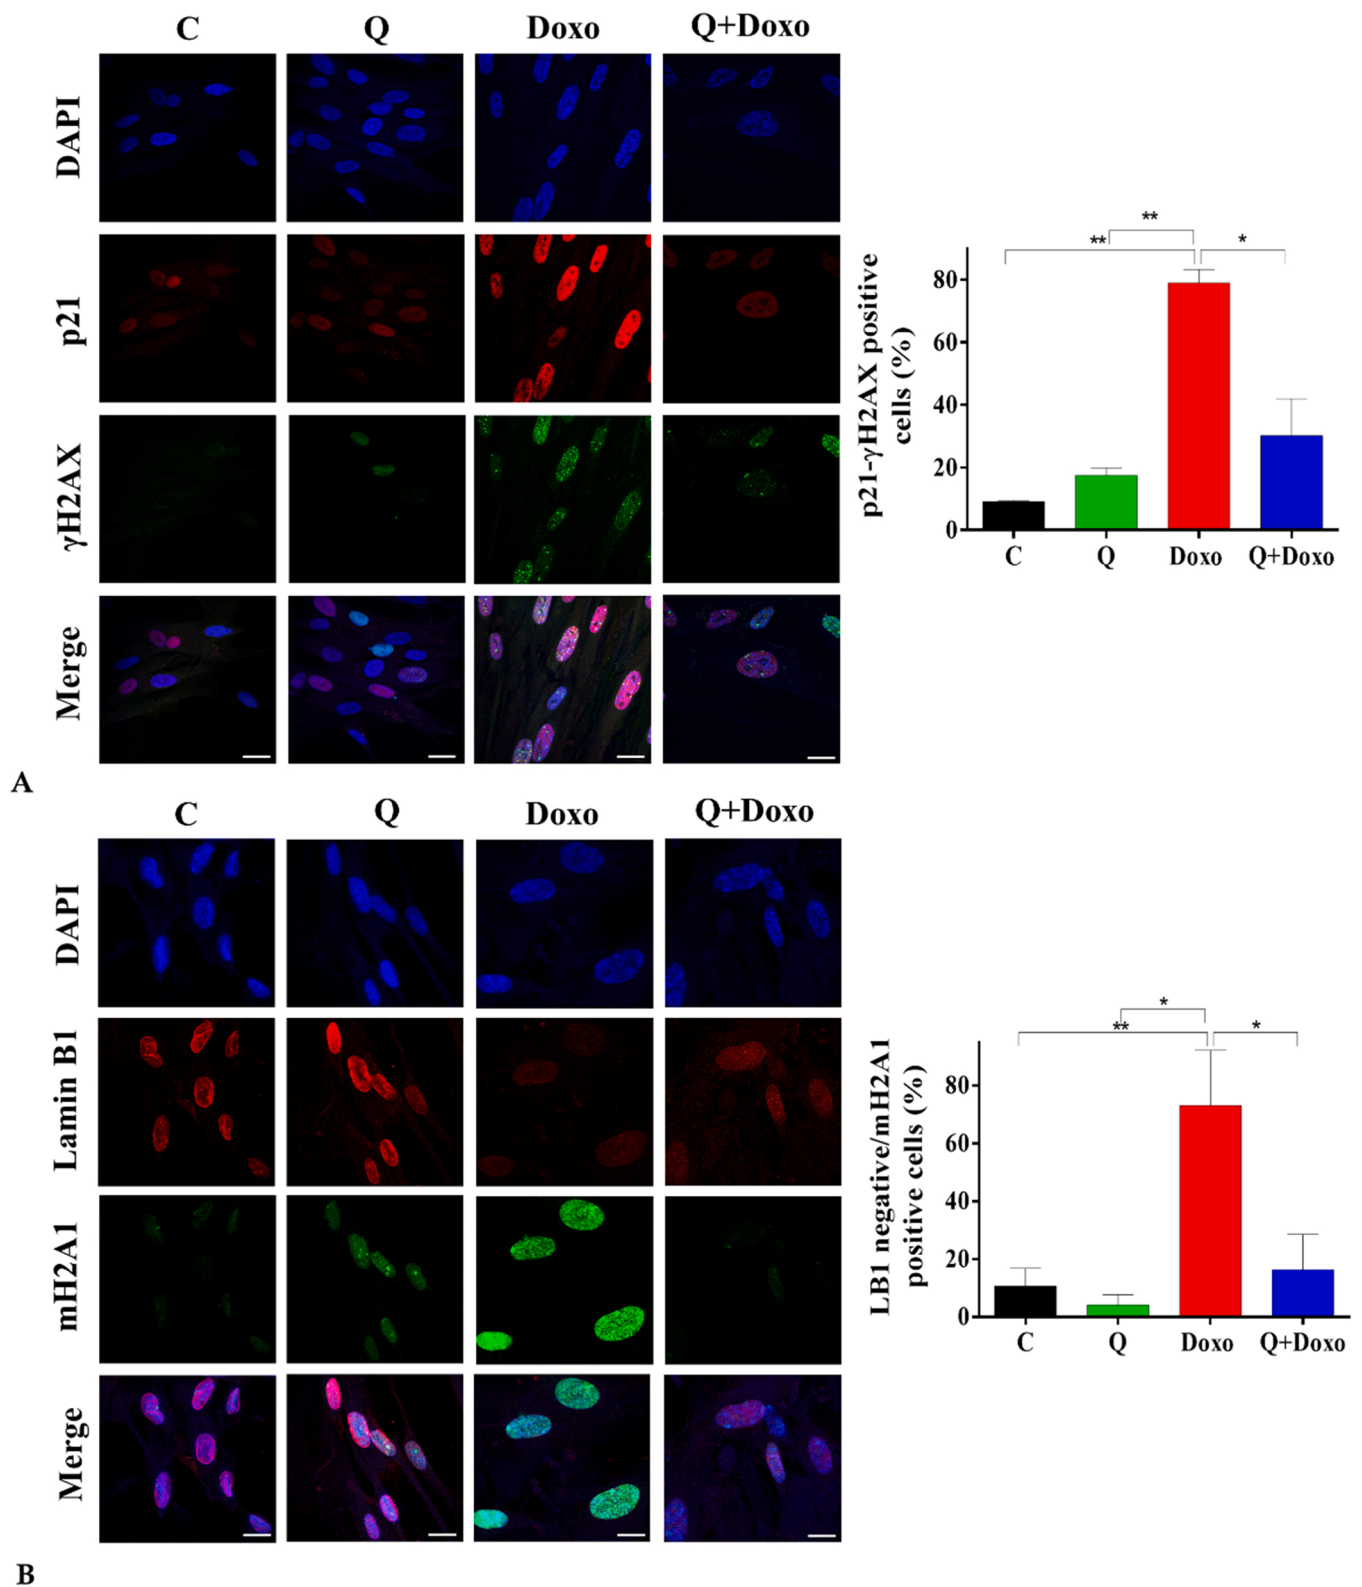 C Q Doxo Q+Doxo
DAPI
p21
γH2AX
Merge
p21-γH2AX positive
cells (%)
** ** *
80
60
40
20
0
C Q Doxo Q+Doxo
A
C Q Doxo Q+Doxo
DAPI
Lamin B1
mH2A1
Merge
LB1 negative/mH2A1
positive cells (%)
* ** *
80
60
40
20
0
C Q Doxo Q+Doxo
B